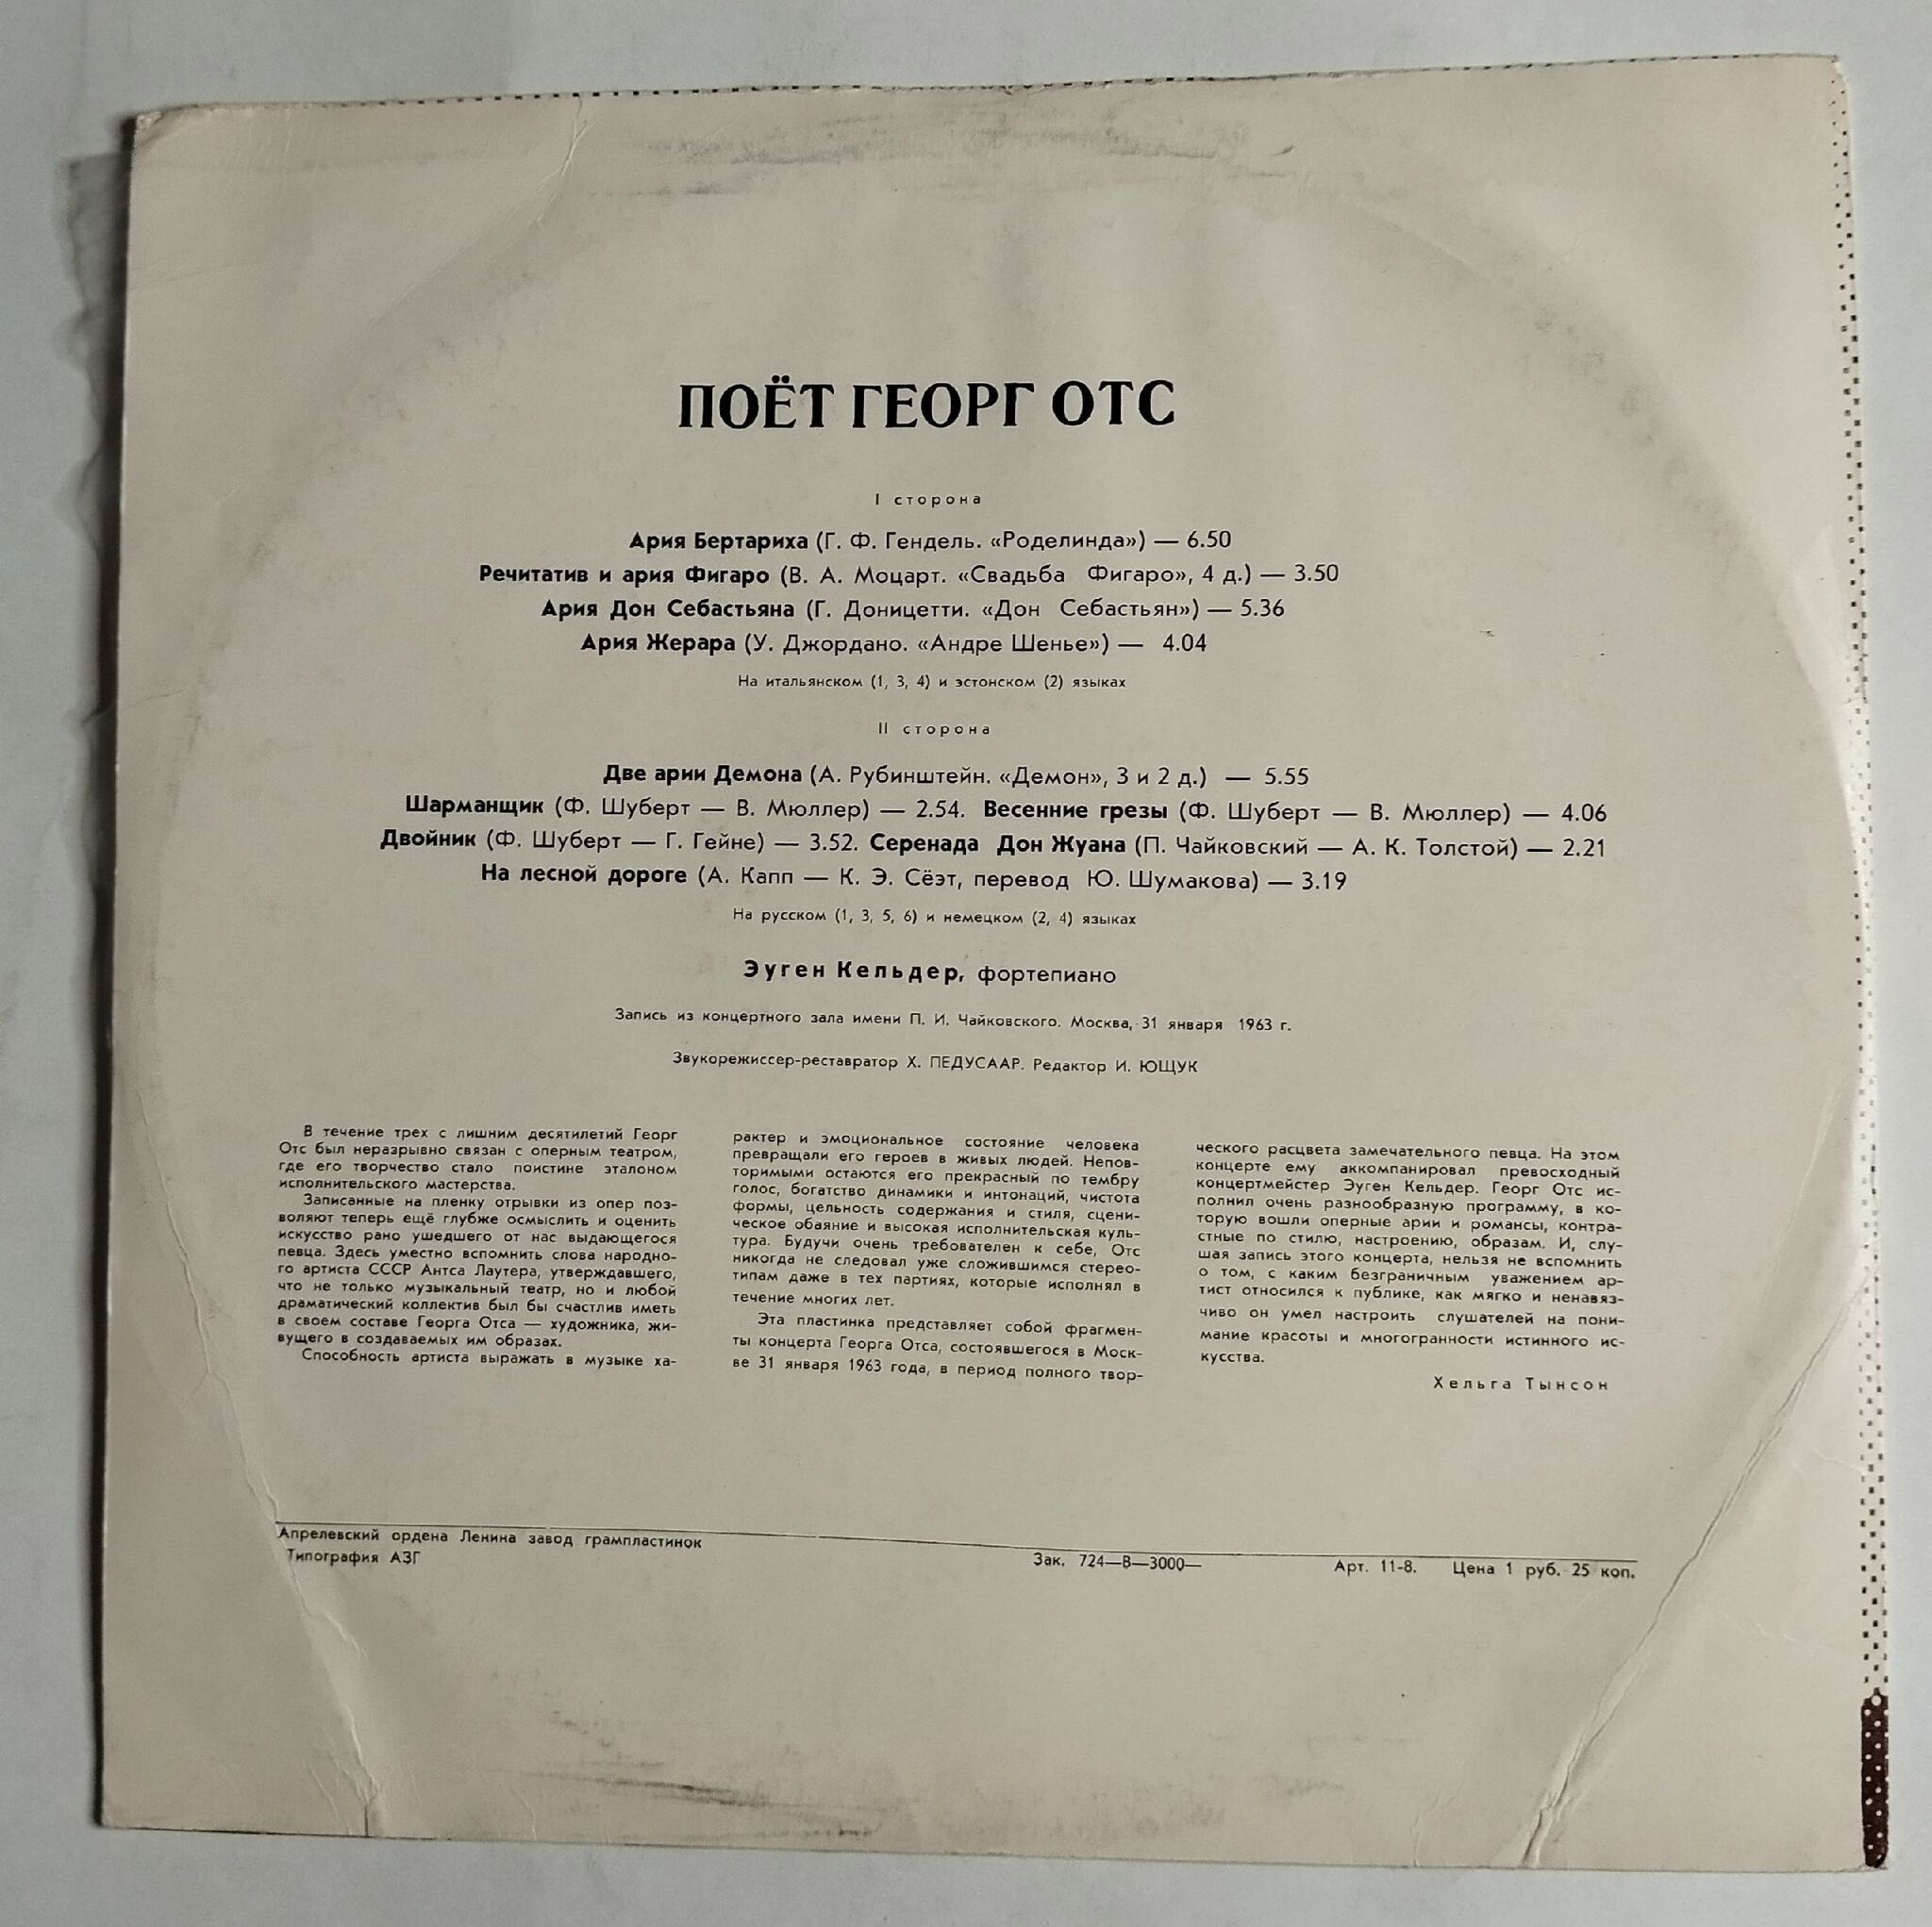 ПОЁТ ГЕОРГ ОТС
I сторона
Ария Бертариха (Г. Ф. Гендель. «Роделинда») — 6.50
Речитатив и ария Фигаро (В. А. Моцарт. «Свадьба Фигаро», 4 д.) — 3.50
Ария Дон Себастьяна (Г. Доницетти. «Дон Себастьян») — 5.36
Ария Жерара (У. Джордано. «Андре Шенье») — 4.04
На итальянском (1, 3, 4) и эстонском (2) языках
II сторона
Две арии Демона (А. Рубинштейн. «Демон», 3 и 2 д.) — 5.55
Шарманщик (Ф. Шуберт — В. Мюллер) — 2.54. Весенние грезы (Ф. Шуберт — В. Мюллер) — 4.06
Двойник (Ф. Шуберт — Г. Гейне) — 3.52. Серенада Дон Жуана (П. Чайковский — А. К. Толстой) — 2.21
На лесной дороге (А. Капп — К. Э. Сёэт, перевод Ю. Шумакова) — 3.19
На русском (1, 3, 5, 6) и немецком (2, 4) языках
Эуген Кельдер, фортепиано
Запись из концертного зала имени П. И. Чайковского. Москва, 31 января 1963 г.
Звукорежиссер-реставратор Х. ПЕДУСААР. Редактор И. ЮЩУК
В течение трех с лишним десятилетий Георг
Отс был неразрывно связан с оперным театром,
где его творчество стало поистине эталоном
исполнительского мастерства.
Записанные на пленку отрывки из опер поз-
воляют теперь ещё глубже осмыслить и оценить
искусство рано ушедшего от нас выдающегося
певца. Здесь уместно вспомнить слова народно-
го артиста СССР Антса Лаутера, утверждавшего,
что не только музыкальный театр, но и любой
драматический коллектив был бы счастлив иметь
в своем составе Георга Отса — художника, жи-
вущего в создаваемых им образах.
Способность артиста выражать в музыке ха-
рактер и эмоциональное состояние человека
превращали его героев в живых людей. Непов-
торимыми остаются его прекрасный по тембру
голос, богатство динамики и интонаций, чистота
формы, цельность содержания и стиля, сцени-
ческое обаяние и высокая исполнительская куль-
тура. Будучи очень требователен к себе, Отс
никогда не следовал уже сложившимся стерео-
типам даже в тех партиях, которые исполнял в
течение многих лет.
Эта пластинка представляет собой фрагмен-
ты концерта Георга Отса, состоявшегося в Моск-
ве 31 января 1963 года, в период полного твор-
ческого расцвета замечательного певца. На этом
концерте ему аккомпанировал превосходный
концертмейстер Эуген Кельдер. Георг Отс ис-
полнил очень разнообразную программу, в ко-
торую вошли оперные арии и романсы, контра-
стные по стилю, настроению, образам. И, слу-
шая запись этого концерта, нельзя не вспомнить
о том, с каким безграничным уважением ар-
тист относился к публике, как мягко и ненавяз-
чиво он умел настроить слушателей на пони-
мание красоты и многогранности истинного ис-
кусства.
Хельга Тынсон
Апрелевский ордена Ленина завод грампластинок
Типография АЗГ
Зак. 724—В—3000—
Арт. 11-8. Цена 1 руб. 25 коп.